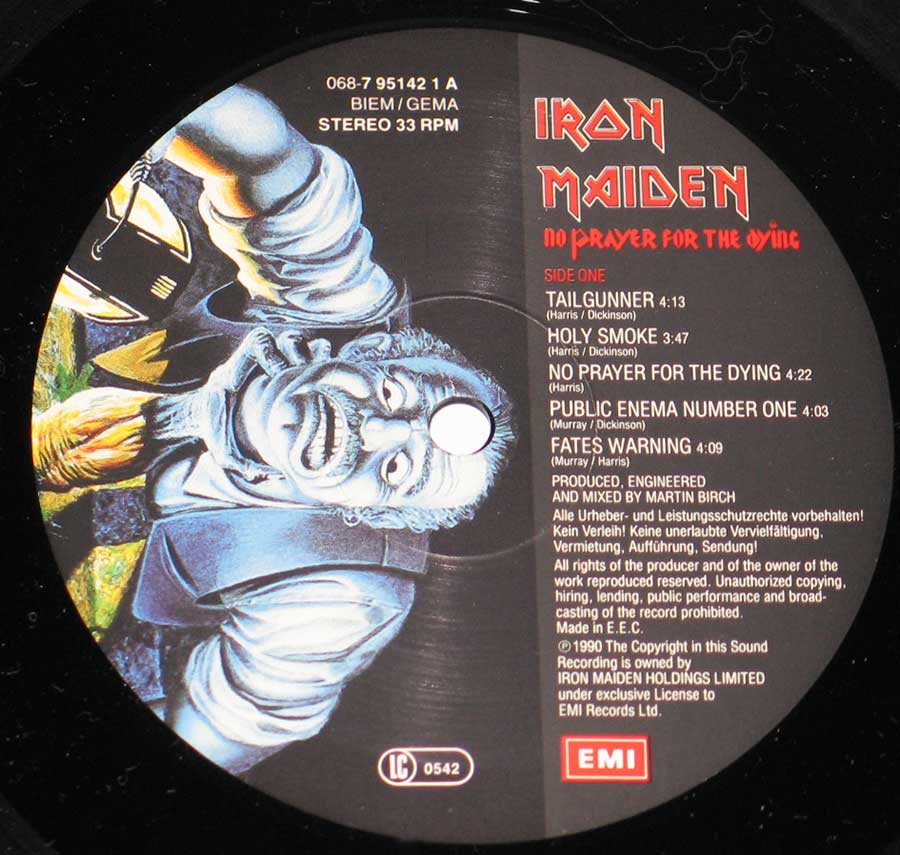 068-7 95142 1 A
BIEM / GEMA
STEREO 33 RPM
IRON
MAIDEN
NO PRAYER FOR THE DYING
SIDE ONE
TAILGUNNER 4:13
(Harris / Dickinson)
HOLY SMOKE 3:47
(Harris / Dickinson)
NO PRAYER FOR THE DYING 4:22
(Harris)
PUBLIC ENEMA NUMBER ONE 4:03
(Murray / Dickinson)
FATES WARNING 4:09
(Murray / Harris)
PRODUCED, ENGINEERED
AND MIXED BY MARTIN BIRCH
Alle Urheber- und Leistungsschutzrechte vorbehalten!
Kein Verleih! Keine unerlaubte Vervielfältigung,
Vermietung, Aufführung, Sendung!
All rights of the producer and of the owner of the
work reproduced reserved. Unauthorized copying,
hiring, lending, public performance and broad-
casting of the record prohibited.
Made in E.E.C.
℗ 1990 The Copyright in this Sound
Recording is owned by
IRON MAIDEN HOLDINGS LIMITED
under exclusive License to
EMI Records Ltd.
LC 0542
EMI